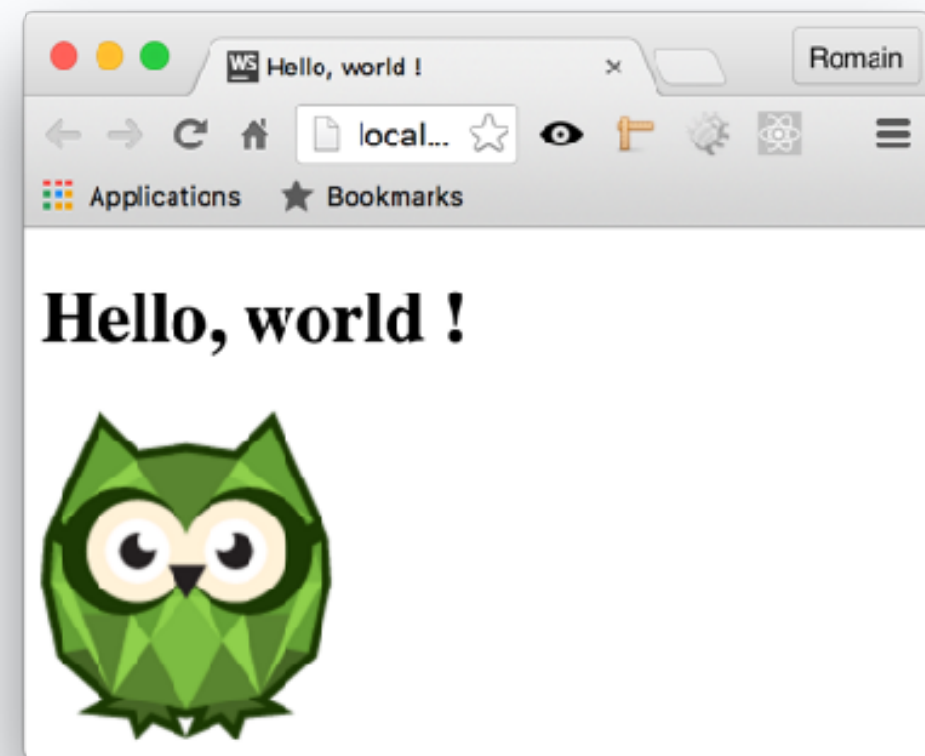 WS Hello, world !
Romain
local...
Applications
Bookmarks
Hello, world !